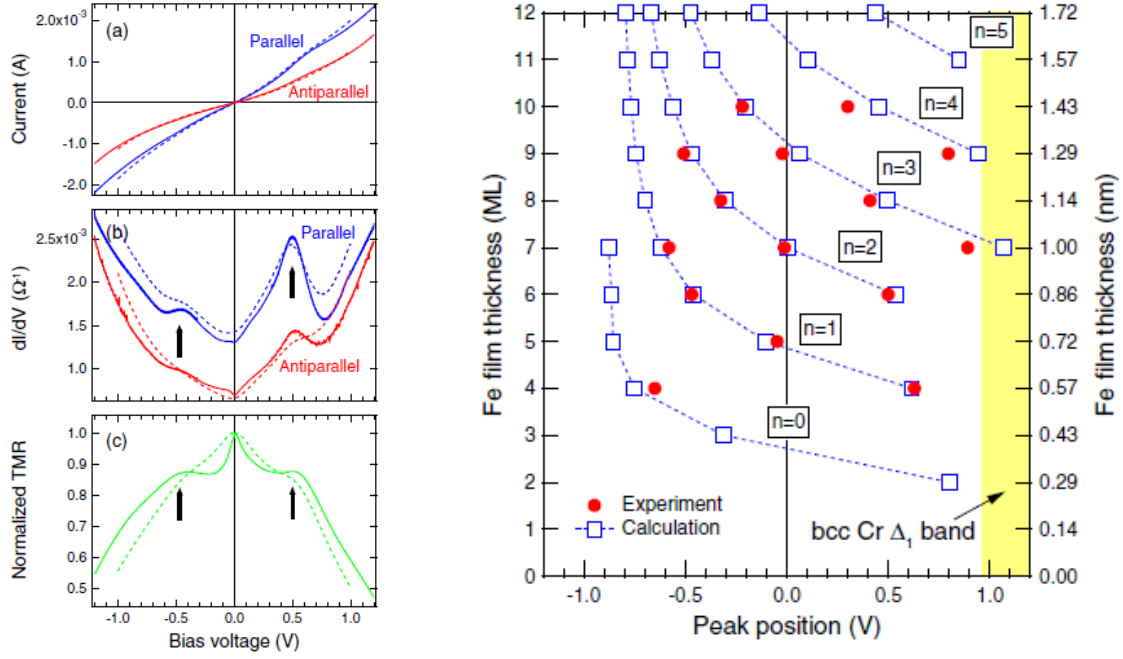 (a)
Parallel
Antiparallel
Current (A)
2.0x10⁻³
1.0
0.0
-1.0
-2.0
(b)
Parallel
Antiparallel
dI/dV (Ω⁻¹)
2.5x10⁻³
2.0
1.5
1.0
(c)
Normalized TMR
1.0
0.9
0.8
0.7
0.6
0.5
-1.0 -0.5 0.0 0.5 1.0
Bias voltage (V)
Fe film thickness (ML)
12
11
10
9
8
7
6
5
4
3
2
1
0
n=5
n=4
n=3
n=2
n=1
n=0
Experiment
Calculation
bcc Cr Δ₁ band
1.72
1.57
1.43
1.29
1.14
1.00
0.86
0.72
0.57
0.43
0.29
0.14
0.00
Fe film thickness (nm)
-1.0 -0.5 0.0 0.5 1.0
Peak position (V)